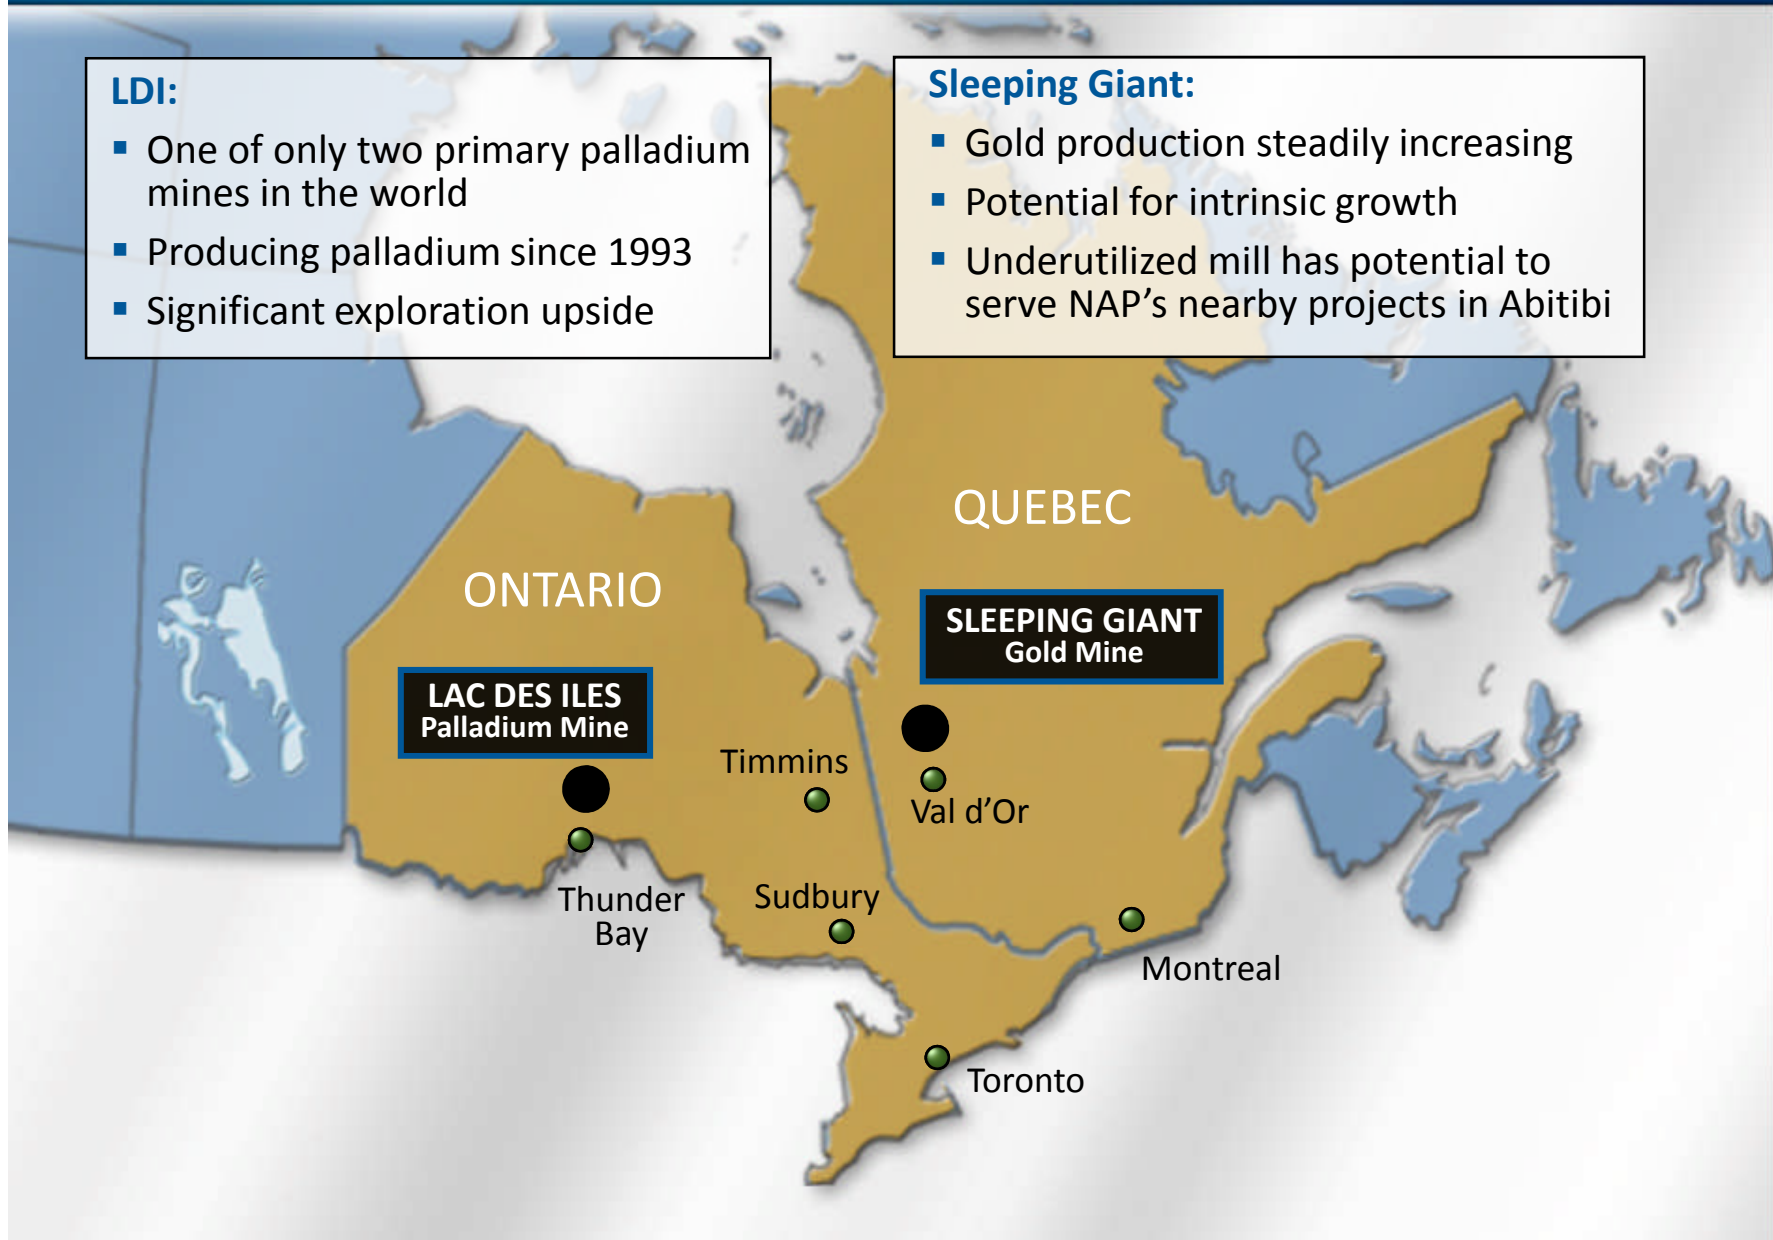 LDI:
▪ One of only two primary palladium
mines in the world
▪ Producing palladium since 1993
▪ Significant exploration upside
Sleeping Giant:
▪ Gold production steadily increasing
▪ Potential for intrinsic growth
▪ Underutilized mill has potential to
serve NAP’s nearby projects in Abitibi
QUEBEC
ONTARIO
SLEEPING GIANT
Gold Mine
LAC DES ILES
Palladium Mine
Timmins
Val d’Or
Thunder
Bay
Sudbury
Montreal
Toronto